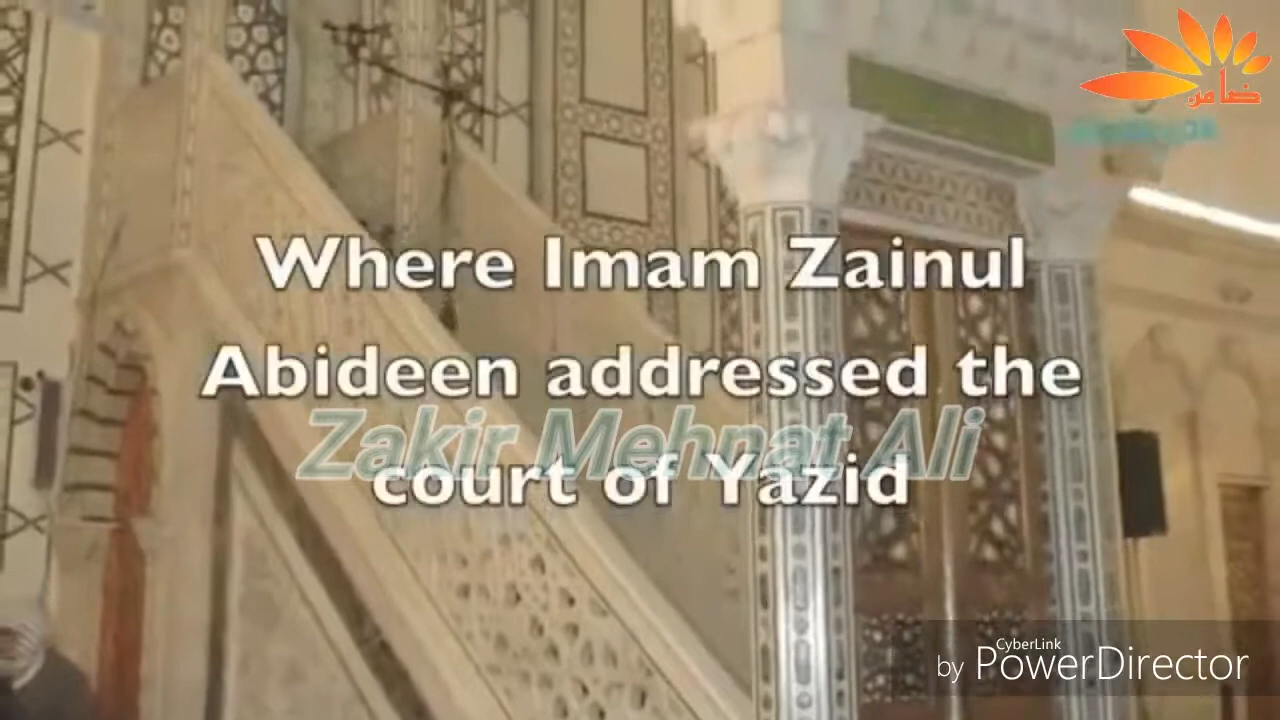 ضامن
Where Imam Zainul
Abideen addressed the
Zakir Mehnat Ali
court of Yazid
CyberLink
by PowerDirector